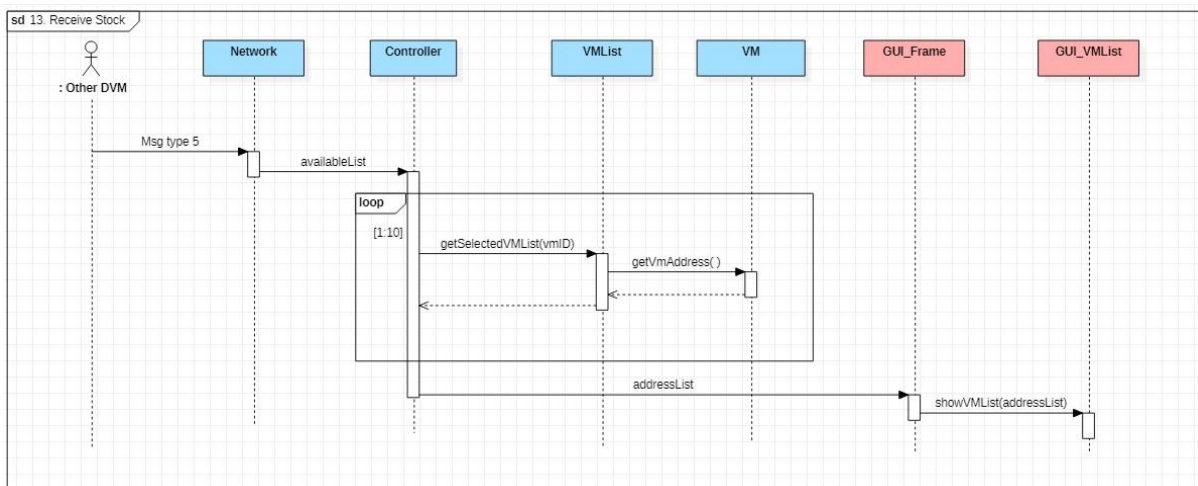 sd 13. Receive Stock
Network
Controller
VMList
VM
GUI_Frame
GUI_VMList
: Other DVM
Msg type 5
availableList
loop
[1:10]
getSelectedVMList(vmID)
getVmAddress( )
addressList
showVMList(addressList)